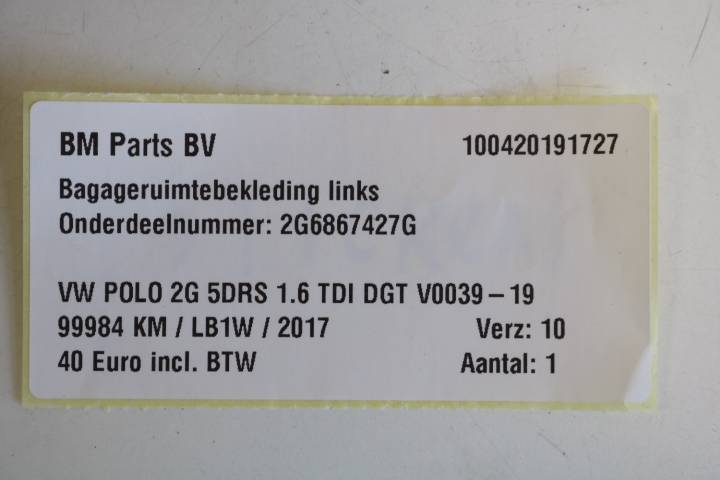 BM Parts BV 100420191727
Bagageruimtebekleding links
Onderdeelnummer: 2G6867427G
VW POLO 2G 5DRS 1.6 TDI DGT V0039 – 19
99984 KM / LB1W / 2017 Verz: 10
40 Euro incl. BTW Aantal: 1